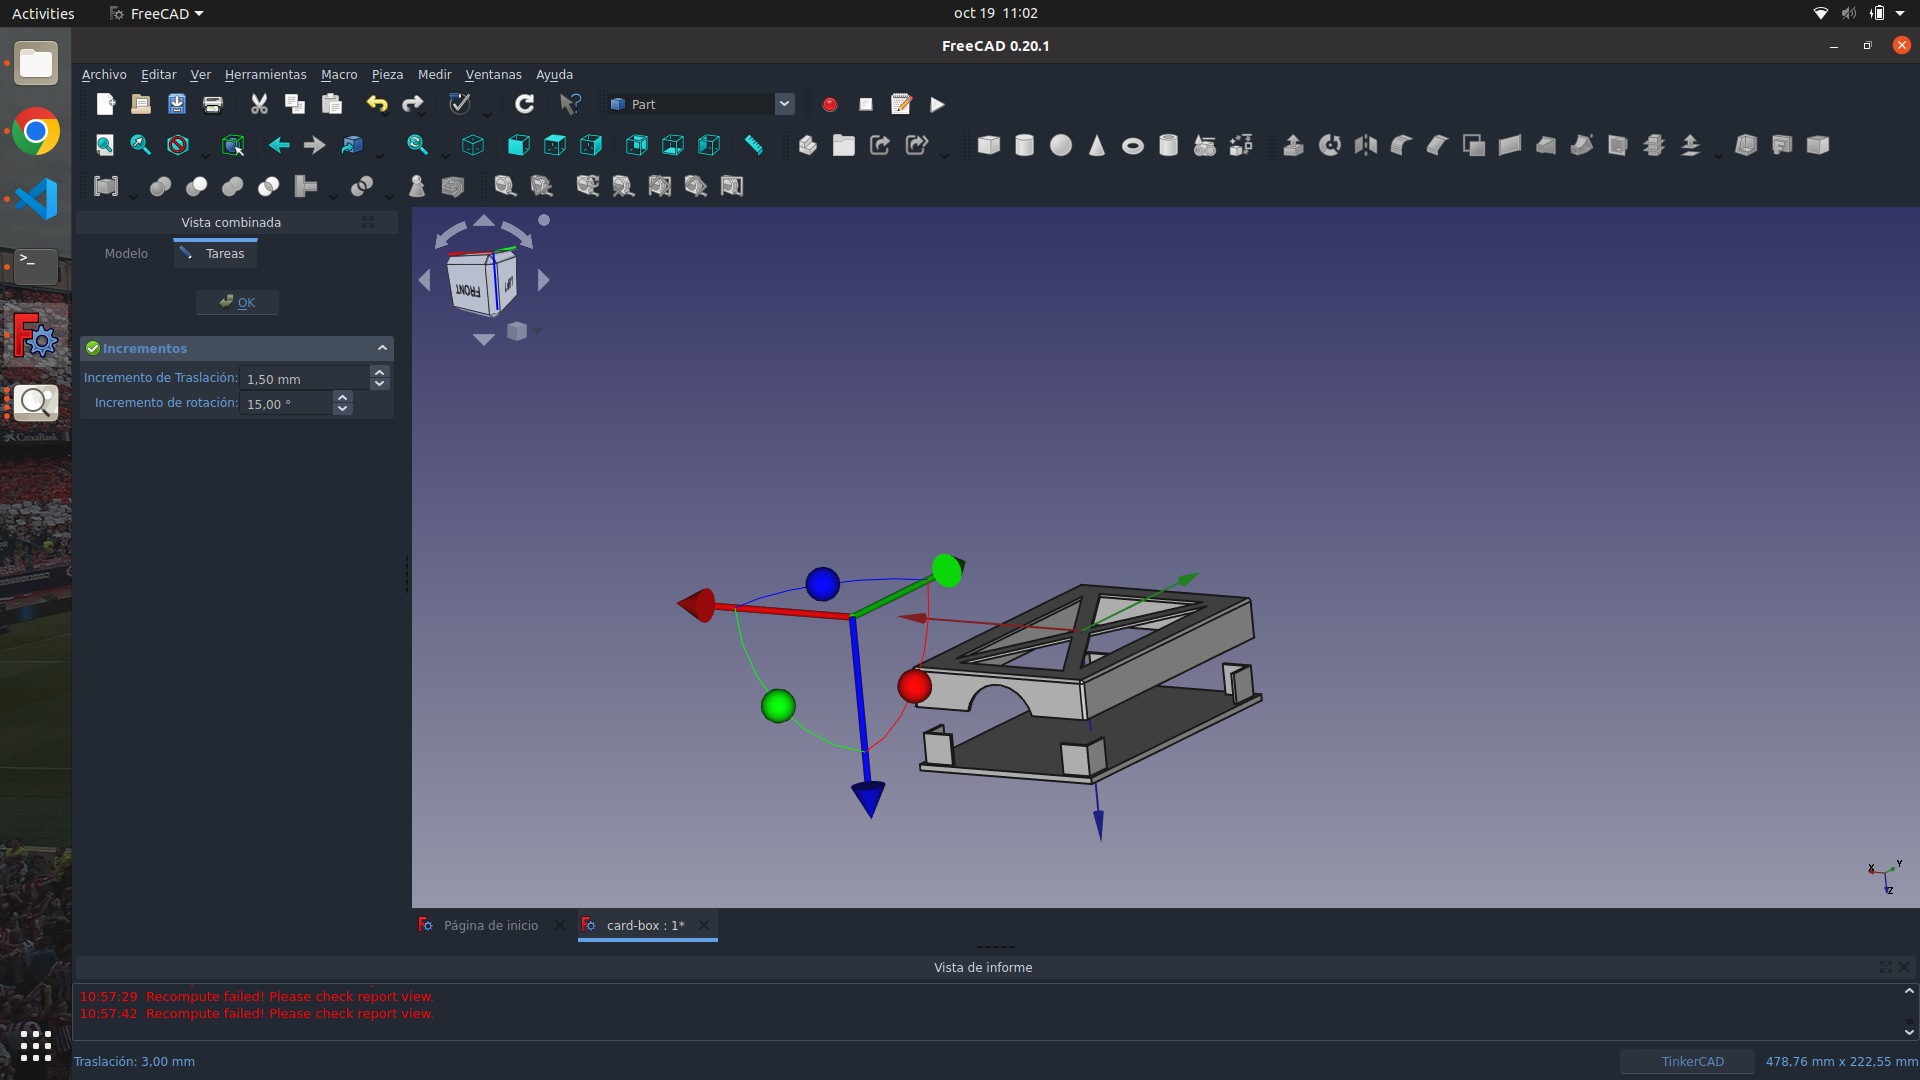 Activities
FreeCAD
oct 19 11:02
FreeCAD 0.20.1
Archivo Editar Ver Herramientas Macro Pieza Medir Ventanas Ayuda
Part
Vista combinada
Modelo Tareas
OK
Incrementos
Incremento de Traslación: 1,50 mm
Incremento de rotación: 15,00 °
FRONT
LEFT
X
Y
Z
CaixaBank
Página de inicio
card-box : 1*
Vista de informe
10:57:29 Recompute failed! Please check report view.
10:57:42 Recompute failed! Please check report view.
Traslación: 3,00 mm
TinkerCAD
478,76 mm x 222,55 mm